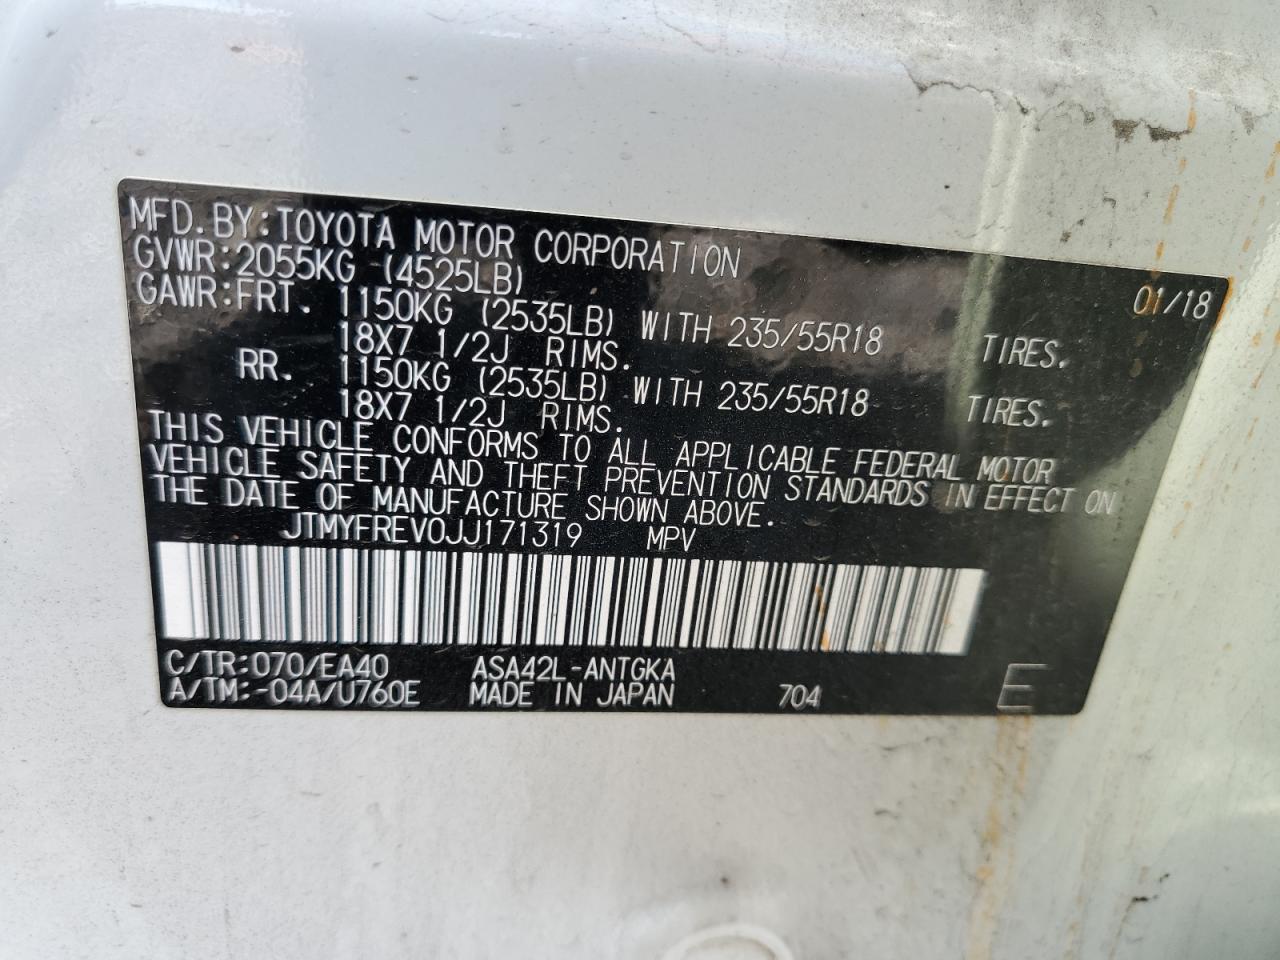 MFD. BY:TOYOTA MOTOR CORPORATION 01/18
GVWR:2055KG (4525LB)
GAWR:FRT. 1150KG (2535LB) WITH 235/55R18 TIRES.
18X7 1/2J RIMS.
RR. 1150KG (2535LB) WITH 235/55R18 TIRES.
18X7 1/2J RIMS.
THIS VEHICLE CONFORMS TO ALL APPLICABLE FEDERAL MOTOR
VEHICLE SAFETY AND THEFT PREVENTION STANDARDS IN EFFECT ON
THE DATE OF MANUFACTURE SHOWN ABOVE.
JTMYFREV0JJ171319 MPV
C/TR:070/EA40 ASA42L-ANTGKA
A/TM:-04A/U760E MADE IN JAPAN 704 E